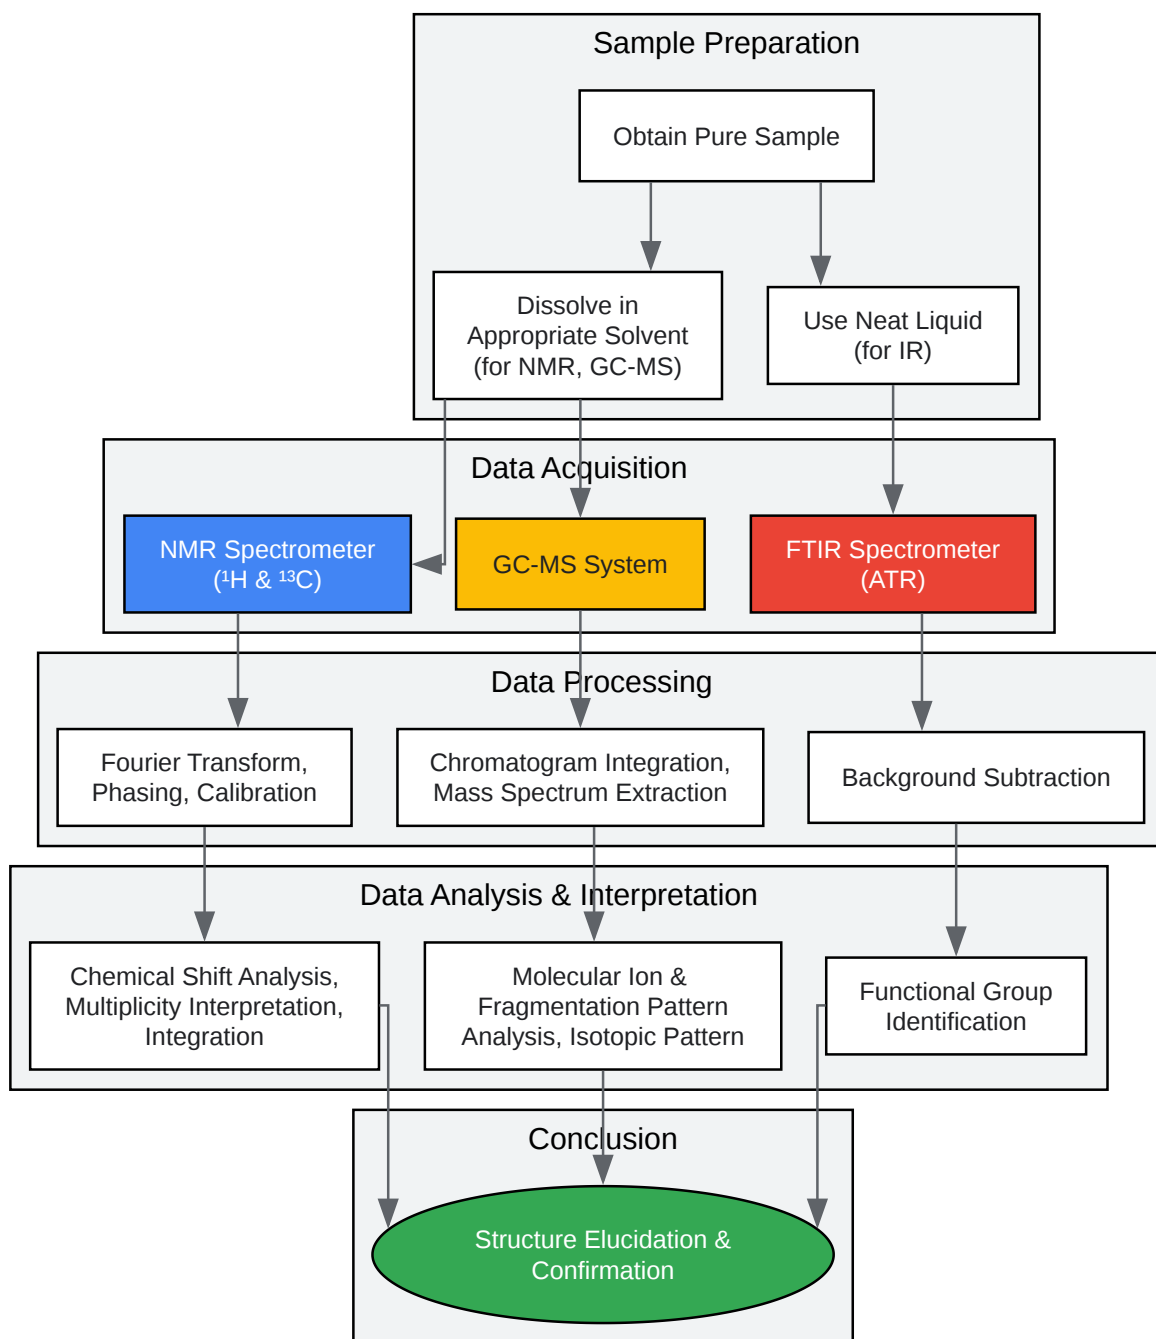 Sample Preparation
Obtain Pure Sample
Dissolve in
Appropriate Solvent
(for NMR, GC-MS)
Use Neat Liquid
(for IR)
Data Acquisition
NMR Spectrometer
(¹H & ¹³C)
GC-MS System
FTIR Spectrometer
(ATR)
Data Processing
Fourier Transform,
Phasing, Calibration
Chromatogram Integration,
Mass Spectrum Extraction
Background Subtraction
Data Analysis & Interpretation
Chemical Shift Analysis,
Multiplicity Interpretation,
Integration
Molecular Ion &
Fragmentation Pattern
Analysis, Isotopic Pattern
Functional Group
Identification
Conclusion
Structure Elucidation &
Confirmation